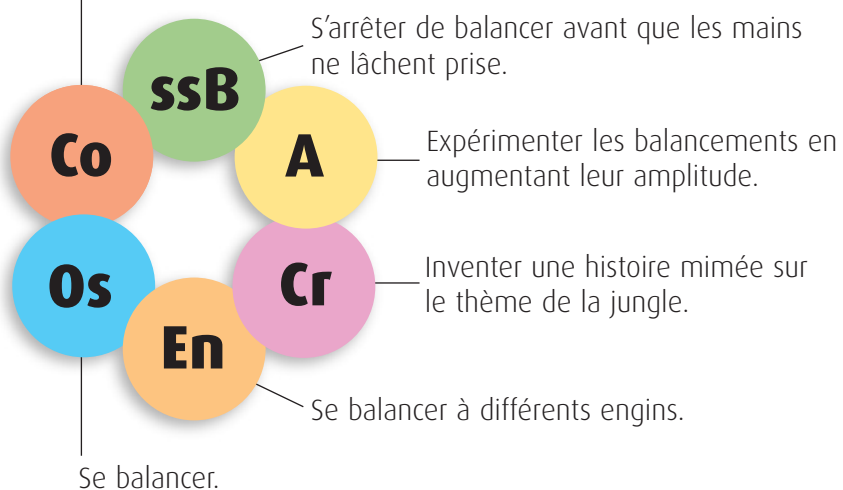 S’arrêter de balancer avant que les mains
ne lâchent prise.
ssB
Co
A
Expérimenter les balancements en
augmentant leur amplitude.
Os
Cr
Inventer une histoire mimée sur
le thème de la jungle.
En
Se balancer à différents engins.
Se balancer.